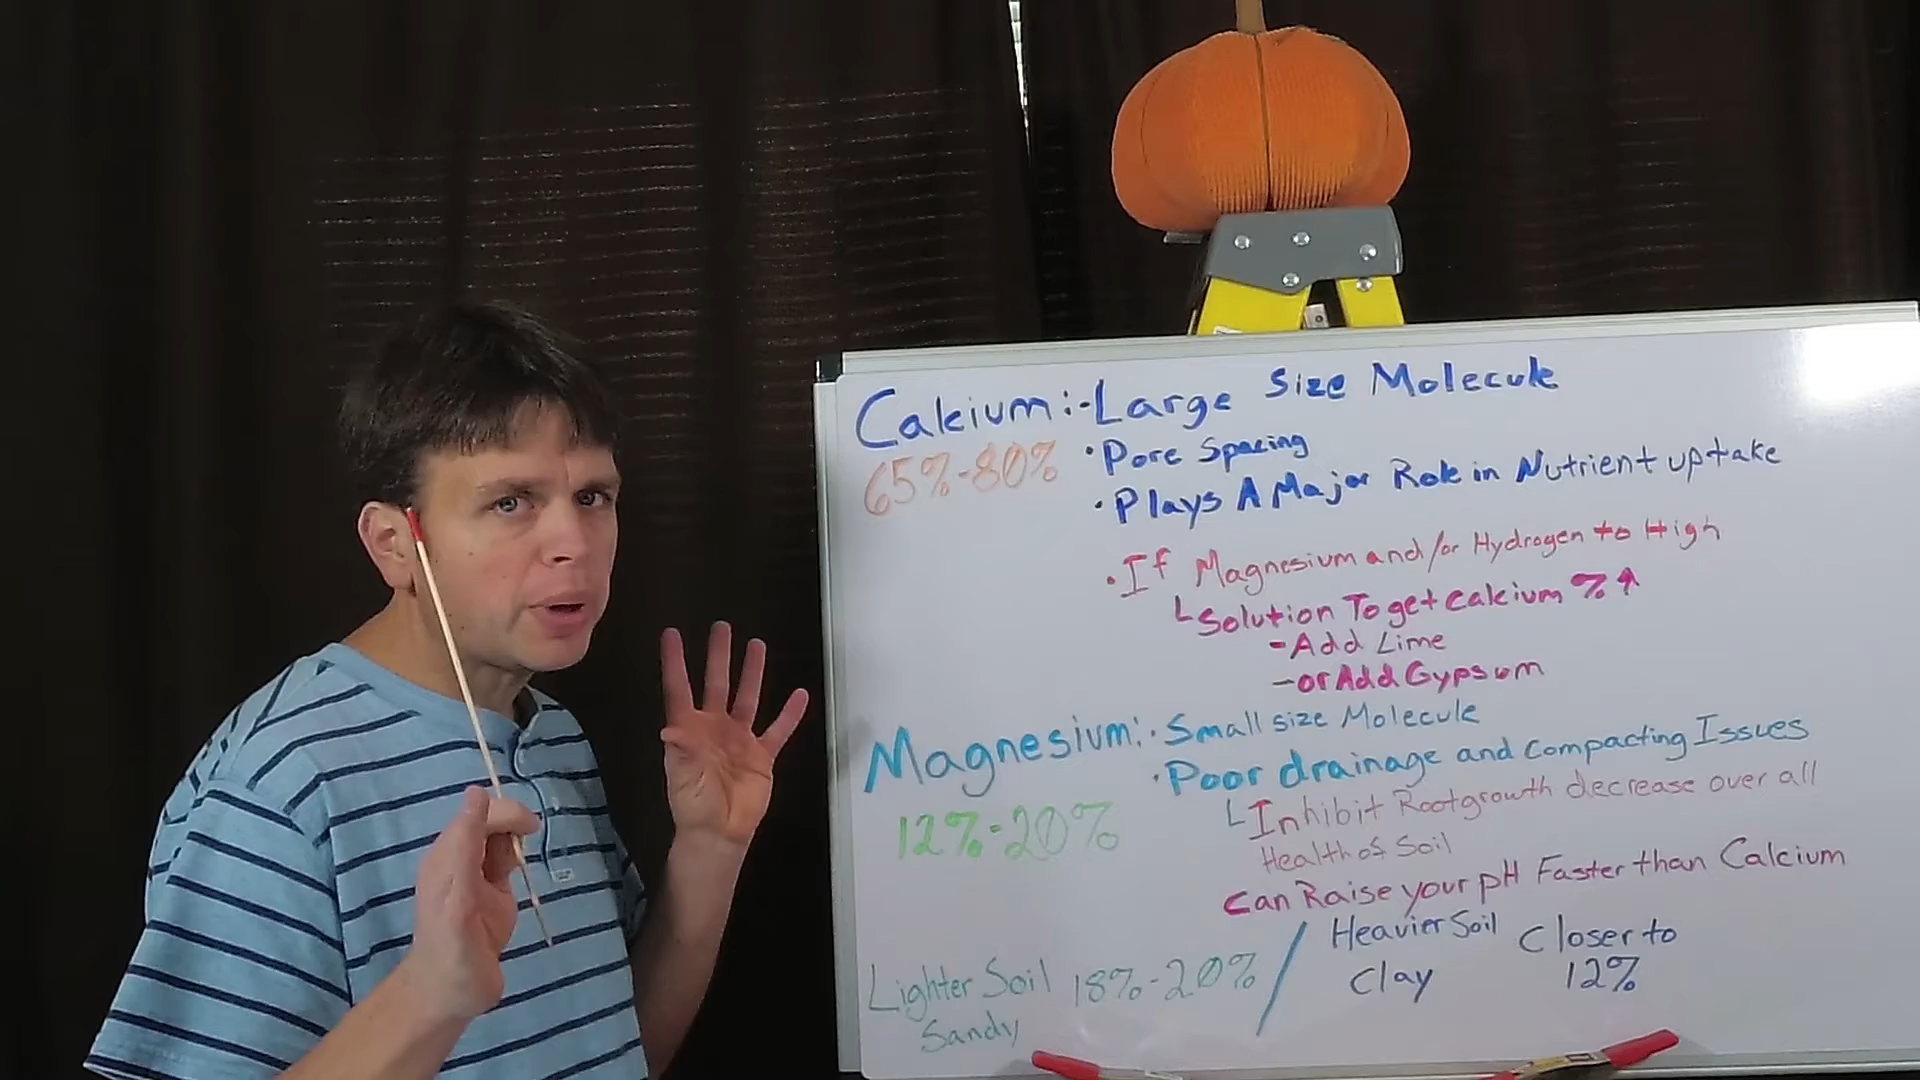 Calcium:-Large Size Molecule
65%-80%
• Pore Spacing
• Plays A Major Role in Nutrient uptake
• If Magnesium and/or Hydrogen to High
Solution To get Calcium %↑
-Add Lime
-or Add Gypsum
Magnesium: • Small size Molecule
12%-20%
• Poor drainage and compacting Issues
Inhibit Root growth decrease over all
Health of Soil
Can Raise your pH Faster than Calcium
Lighter Soil 18%-20% / Heavier Soil Closer to
Sandy
Clay 12%